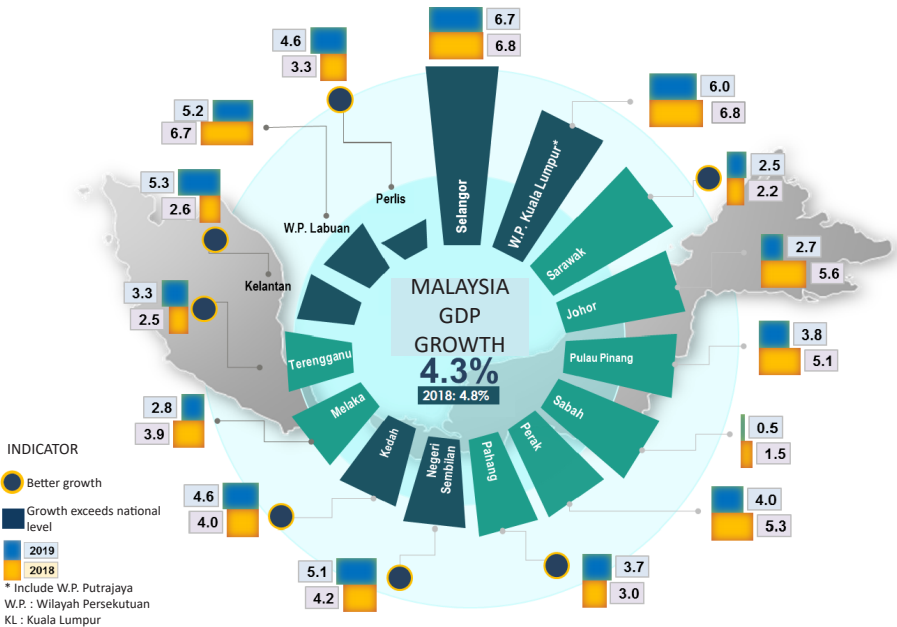 6.7
6.8
Selangor
6.0
6.8
W.P. Kuala Lumpur*
2.5
2.2
Sarawak
2.7
5.6
Johor
3.8
5.1
Pulau Pinang
0.5
1.5
Sabah
4.0
5.3
Perak
3.7
3.0
Pahang
5.1
4.2
Negeri
Sembilan
4.6
4.0
Kedah
2.8
3.9
Melaka
3.3
2.5
Terengganu
5.3
2.6
Kelantan
5.2
6.7
W.P. Labuan
4.6
3.3
Perlis
MALAYSIA
GDP
GROWTH
4.3%
2018: 4.8%
INDICATOR
Better growth
Growth exceeds national
level
2019
2018
* Include W.P. Putrajaya
W.P. : Wilayah Persekutuan
KL : Kuala Lumpur